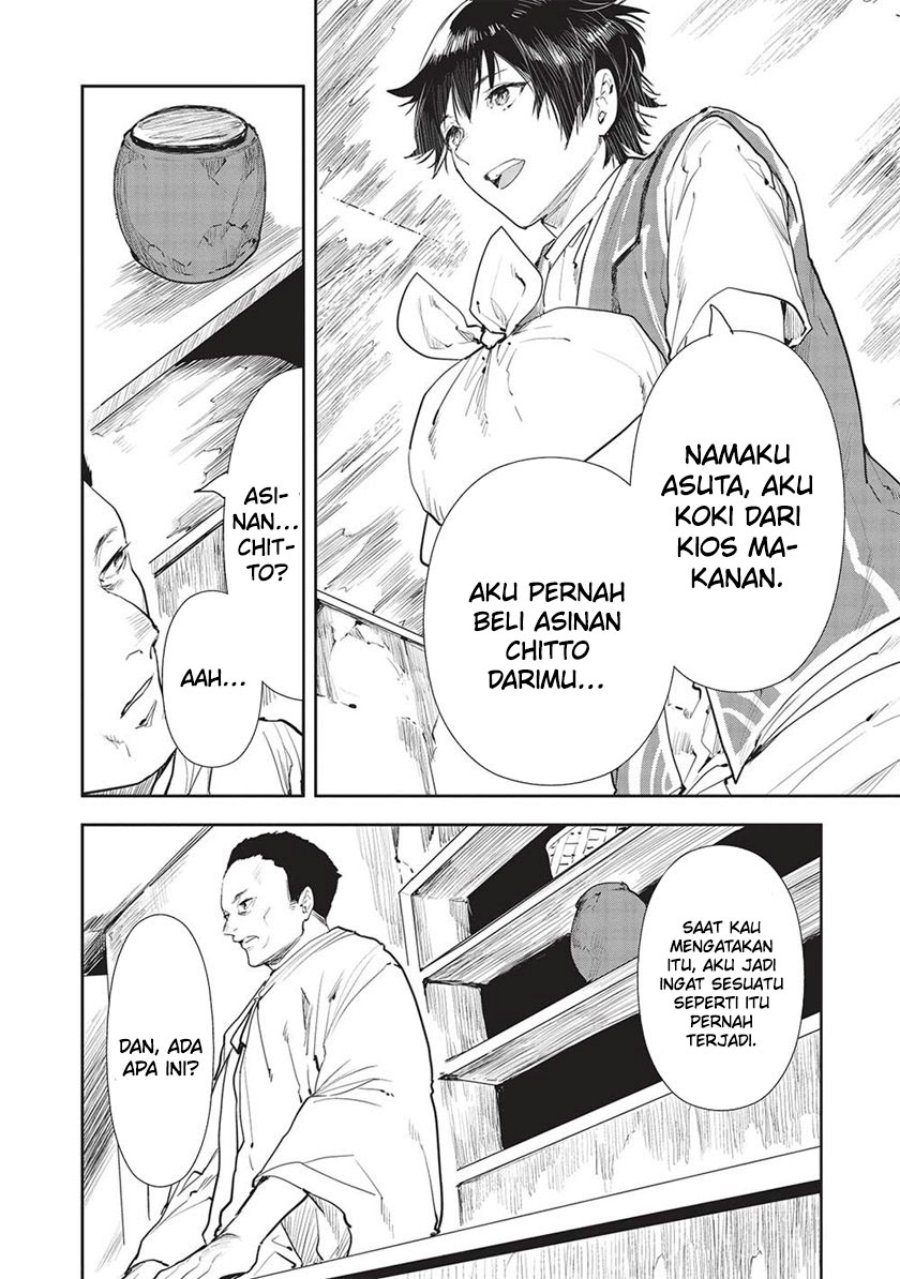 NAMAKU
ASUTA, AKU
KOKI DARI
KIOS MA-
KANAN.
AKU PERNAH
BELI ASINAN
CHITTO
DARIMU...
ASI-
NAN...
CHIT-
TO?
AAH...
SAAT KAU
MENGATAKAN
ITU, AKU JADI
INGAT SESUATU
SEPERTI ITU
PERNAH
TERJADI.
DAN, ADA
APA INI?